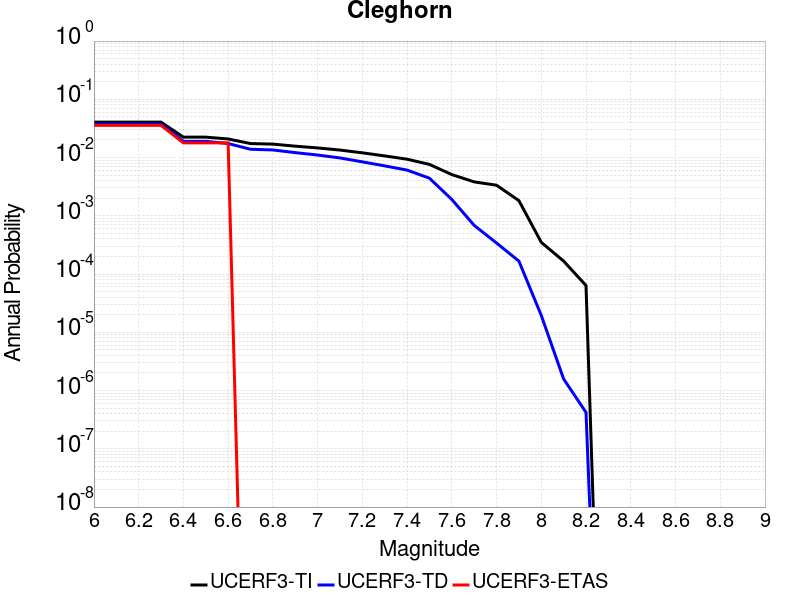 Cleghorn
10^0
10^-1
10^-2
10^-3
10^-4
10^-5
10^-6
10^-7
10^-8
Annual Probability
6 6.2 6.4 6.6 6.8 7 7.2 7.4 7.6 7.8 8 8.2 8.4 8.6 8.8 9
Magnitude
UCERF3-TI UCERF3-TD UCERF3-ETAS